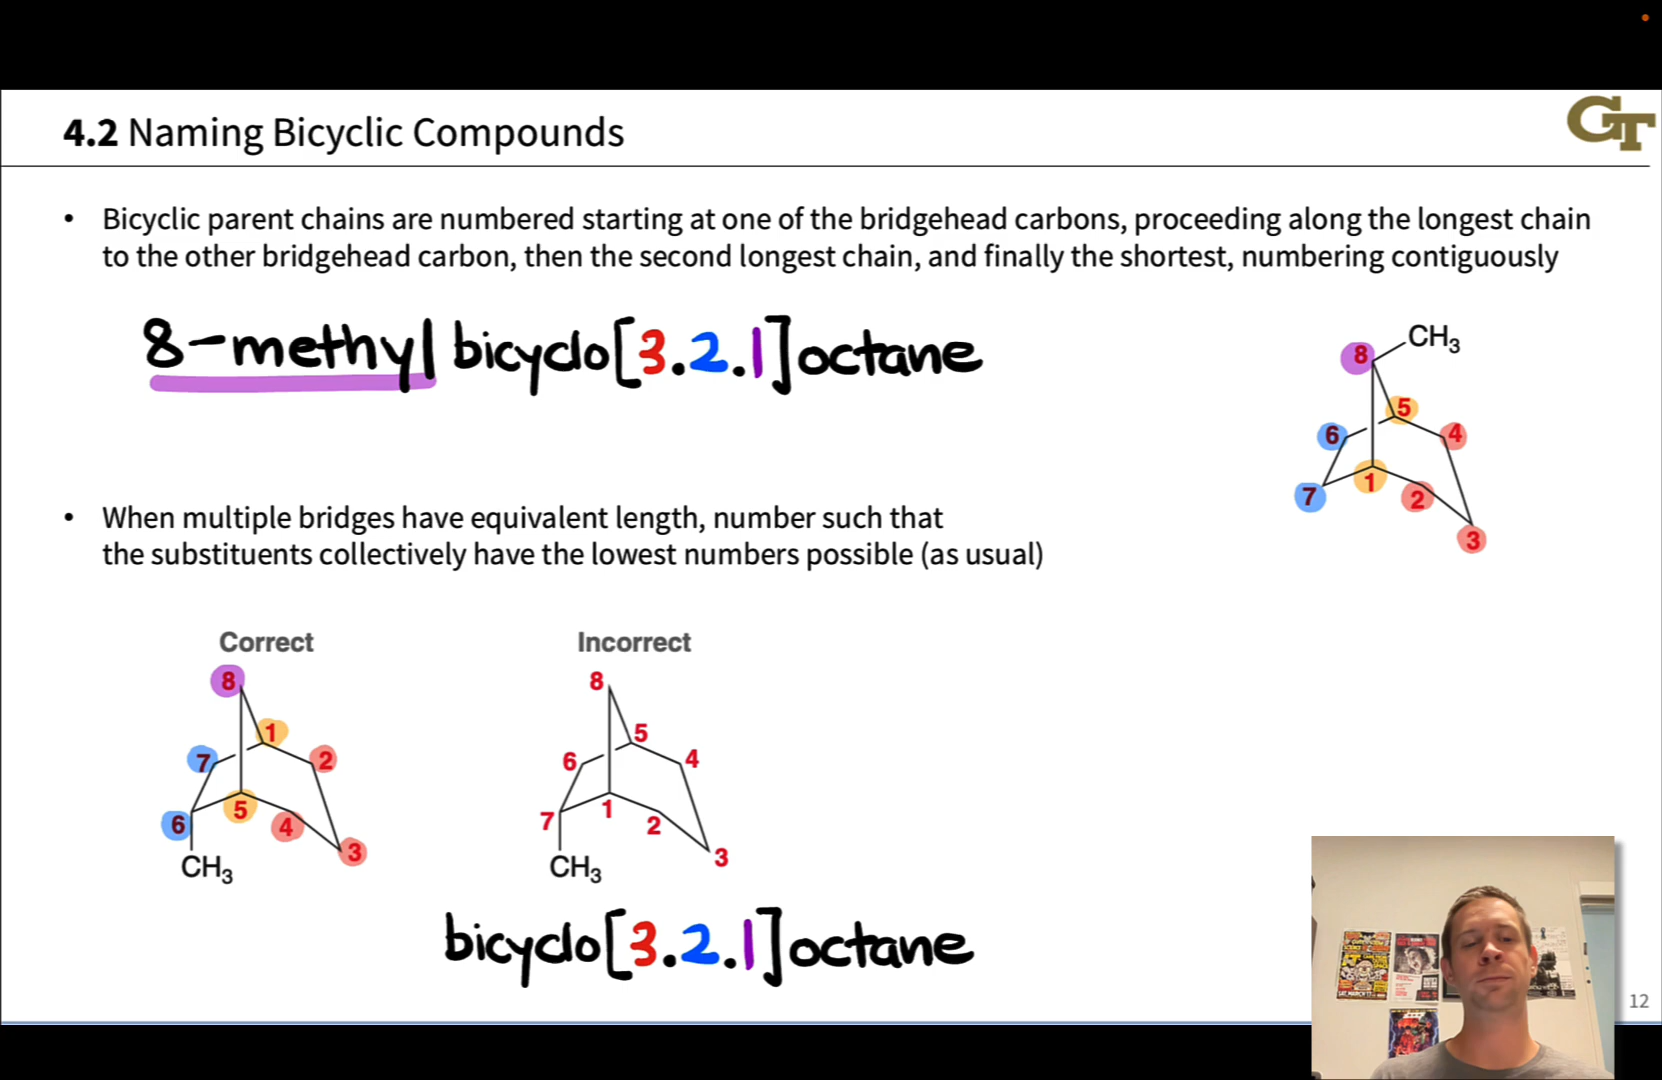 4.2 Naming Bicyclic Compounds
GT
• Bicyclic parent chains are numbered starting at one of the bridgehead carbons, proceeding along the longest chain
to the other bridgehead carbon, then the second longest chain, and finally the shortest, numbering contiguously
8-methyl bicyclo[3.2.1]octane
CH3
8
5
6
4
1
7
2
3
• When multiple bridges have equivalent length, number such that
the substituents collectively have the lowest numbers possible (as usual)
Correct
8
1
7
2
5
6
4
3
CH3
Incorrect
8
5
6
4
1
7
2
3
CH3
bicyclo[3.2.1]octane
12